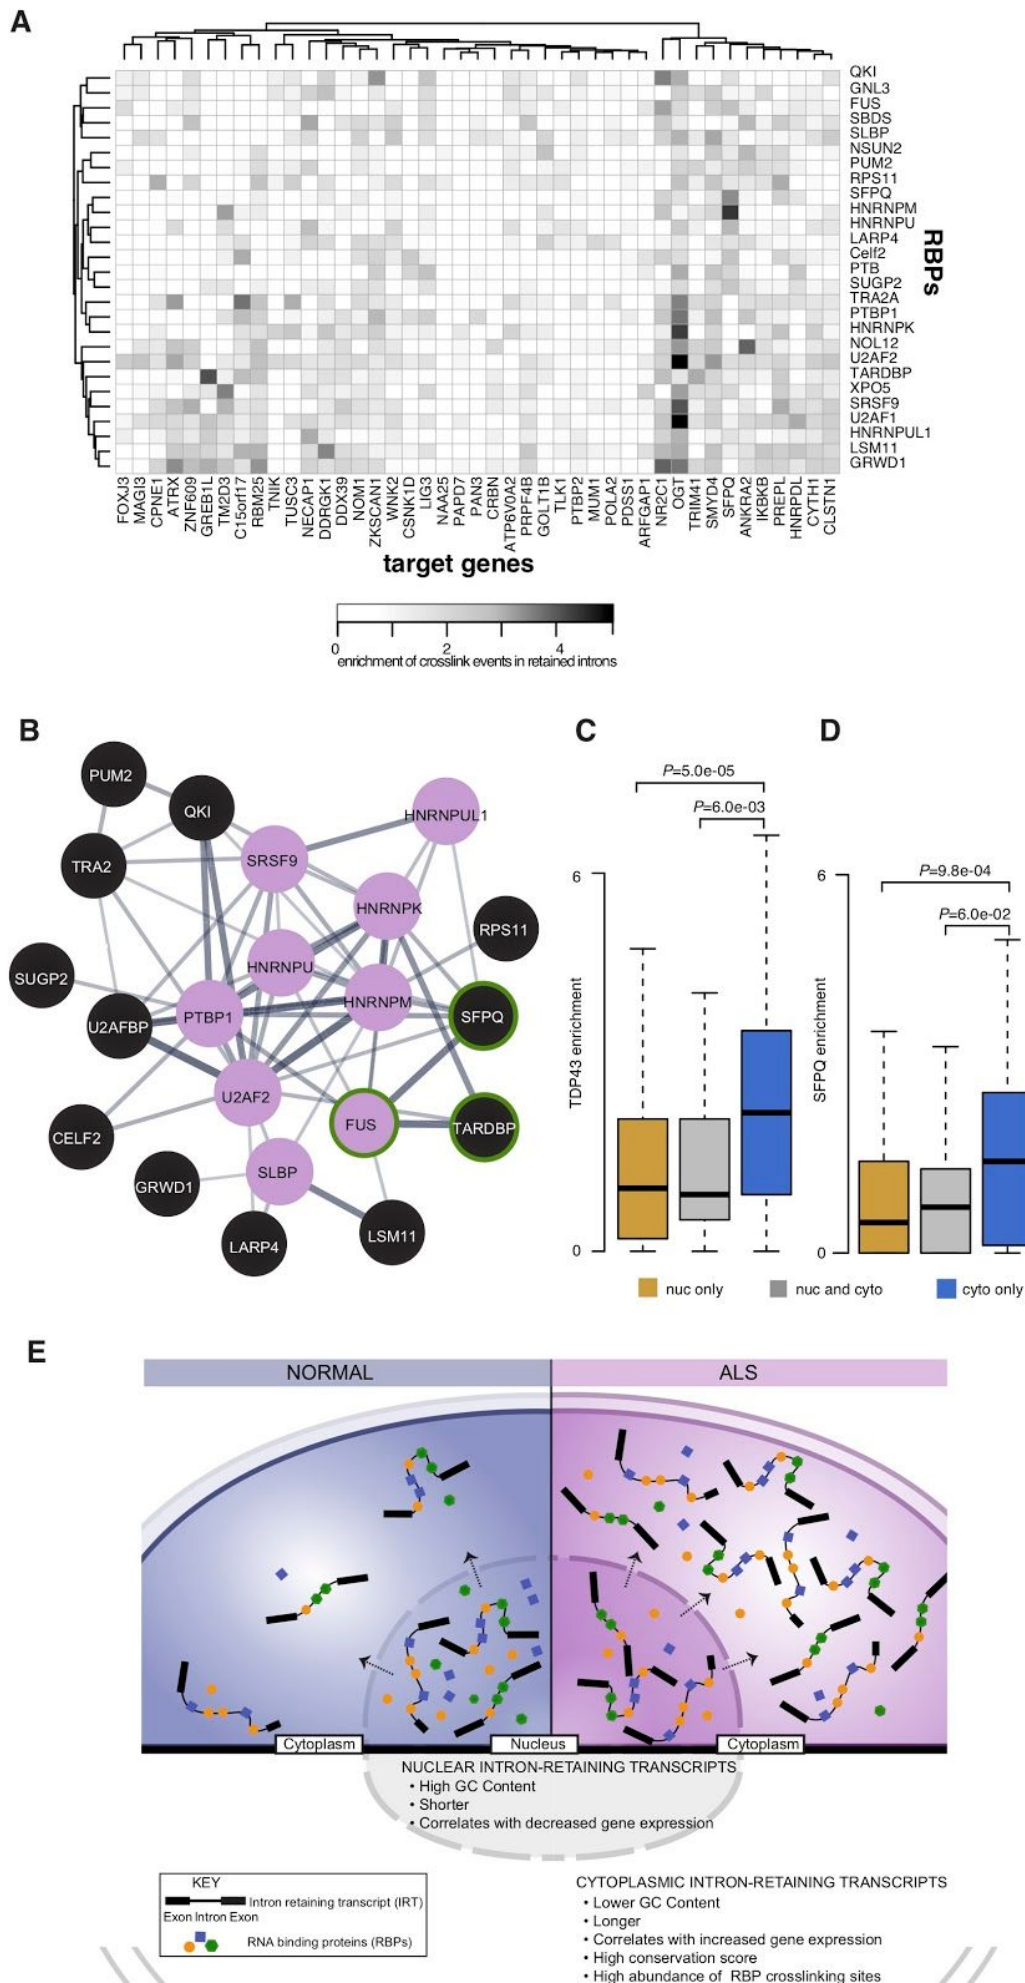 A
QKI
GNL3
FUS
SBDS
SLBP
NSUN2
PUM2
RPS11
SFPQ
HNRNPM
HNRNPU
LARP4
Celf2
PTB
SUGP2
TRA2A
PTBP1
HNRNPK
NOL12
U2AF2
TARDBP
XPO5
SRSF9
U2AF1
HNRNPUL1
LSM11
GRWD1
RBPs
FOXJ3
MAGI3
CPNE1
ATRX
ZNF609
GREB1L
TM2D3
C15orf17
RBM25
TNIK
TUSC3
NECAP1
DDRGK1
DDX39
NOM1
ZKSCAN1
WNK2
CSNK1D
LIG3
NAA25
PAPD7
PAN3
CRBN
ATP6V0A2
PRPF4B
GOLT1B
TLK1
PTBP2
MUM1
POLA2
PDSS1
ARFGAP1
NR2C1
OGT
TRIM41
SMYD4
SFPQ
ANKRA2
IKBKB
PREPL
HNRPDL
CYTH1
CLSTN1
target genes
0 2 4
enrichment of crosslink events in retained introns
B
PUM2
QKI
HNRNPUL1
TRA2
SRSF9
HNRNPK
RPS11
HNRNPU
SUGP2
HNRNPM
U2AFBP
PTBP1
SFPQ
U2AF2
FUS
TARDBP
CELF2
SLBP
GRWD1
LARP4
LSM11
C
P=5.0e-05
P=6.0e-03
6
TDP43 enrichment
0
D
P=9.8e-04
P=6.0e-02
6
SFPQ enrichment
0
nuc only
nuc and cyto
cyto only
E
NORMAL
ALS
Cytoplasm
Nucleus
Cytoplasm
NUCLEAR INTRON-RETAINING TRANSCRIPTS
• High GC Content
• Shorter
• Correlates with decreased gene expression
KEY
Intron retaining transcript (IRT)
Exon Intron Exon
RNA binding proteins (RBPs)
CYTOPLASMIC INTRON-RETAINING TRANSCRIPTS
• Lower GC Content
• Longer
• Correlates with increased gene expression
• High conservation score
• High abundance of RBP crosslinking sites